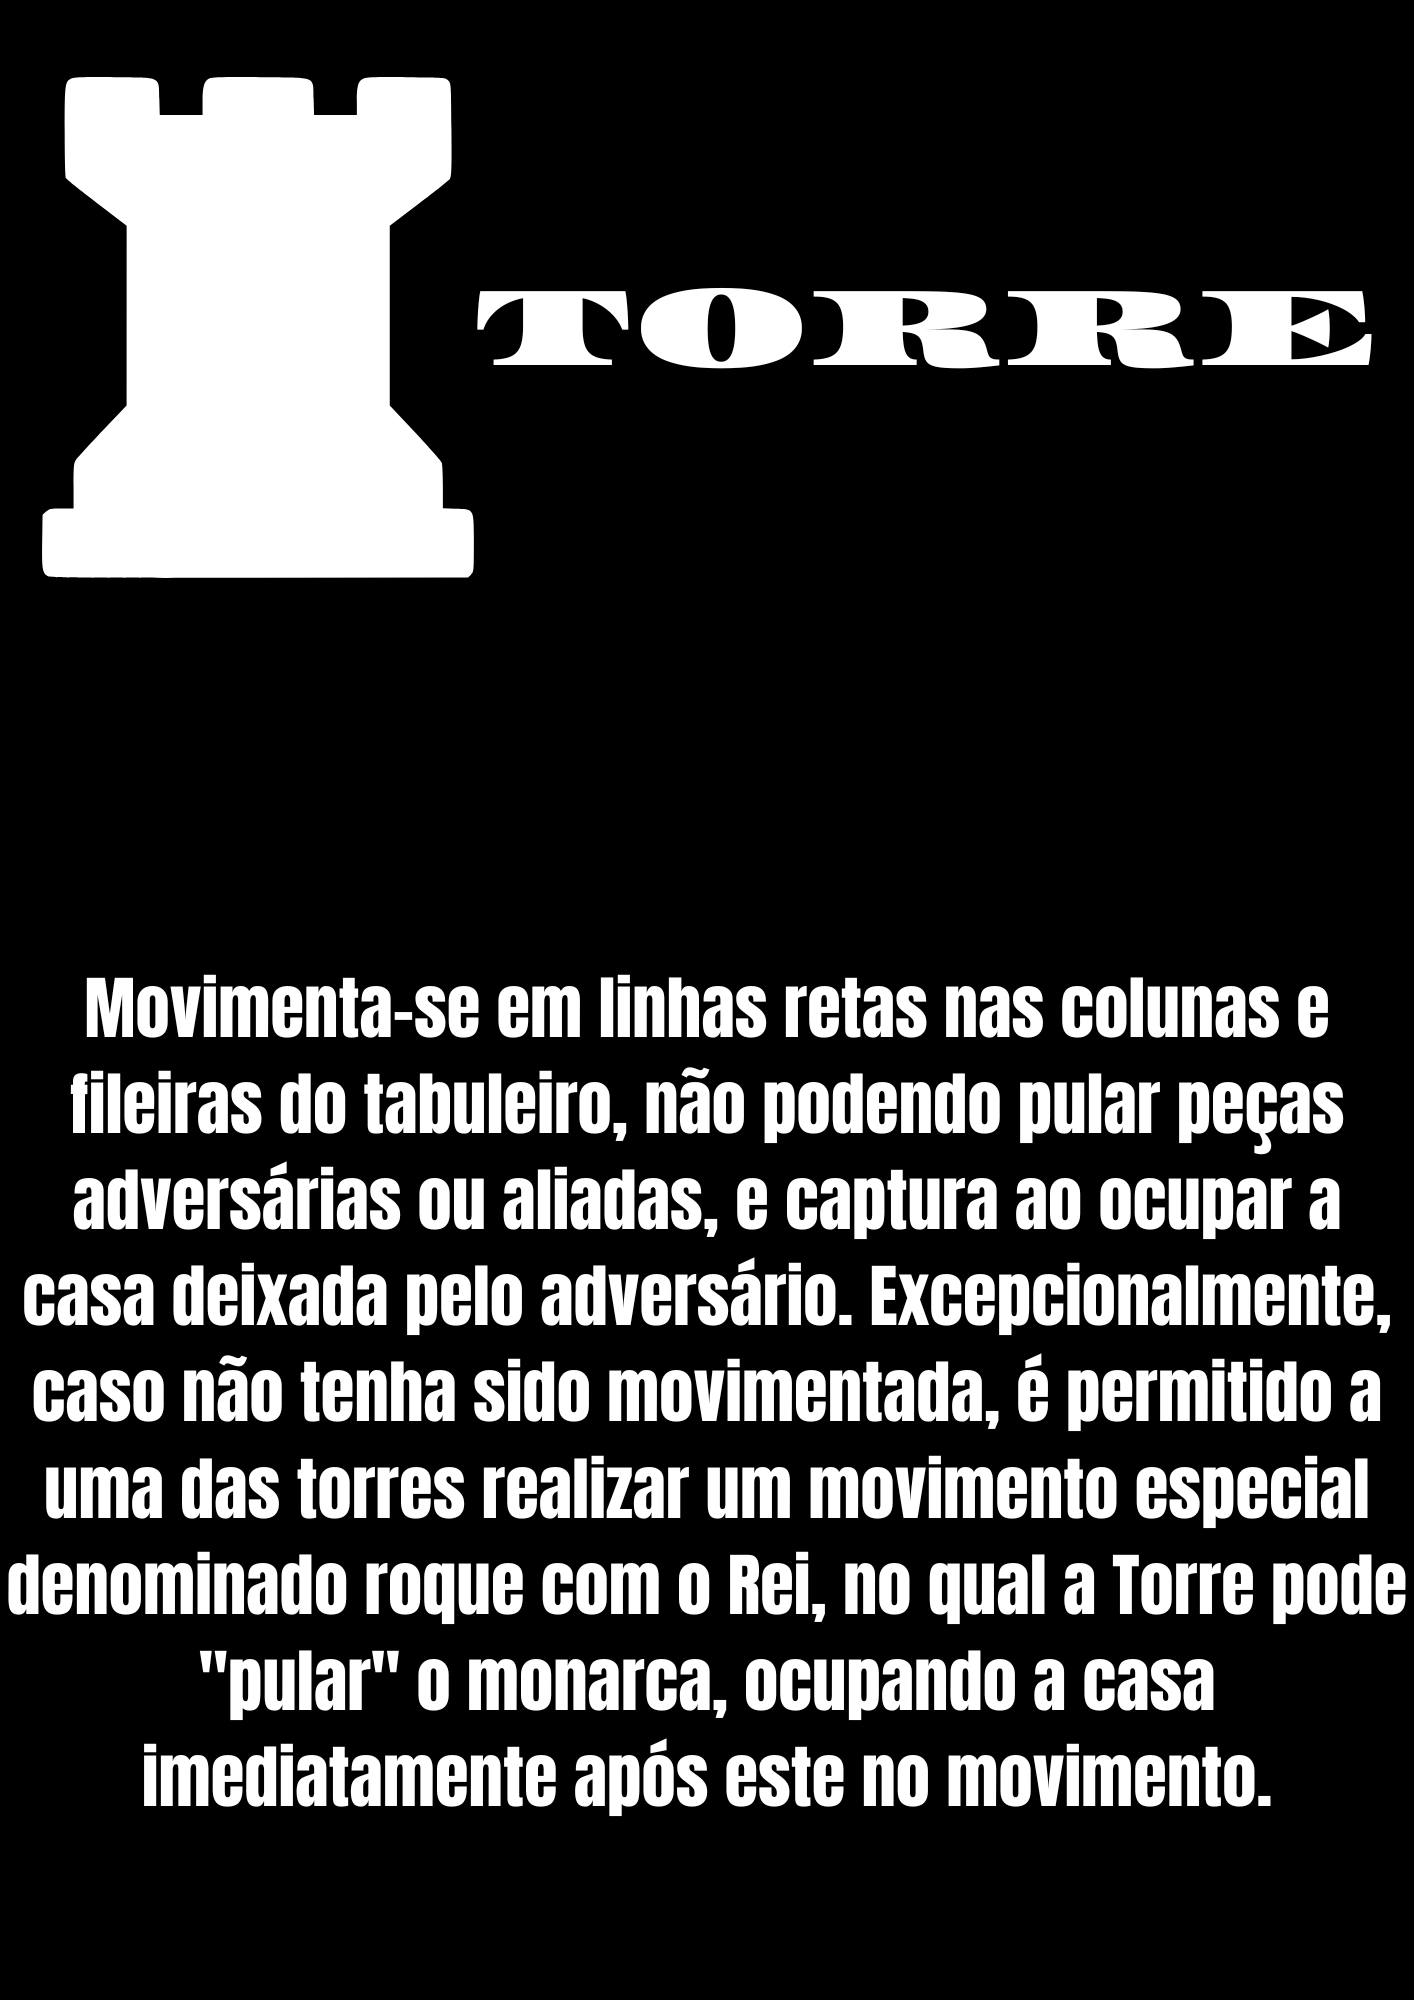 TORRE
Movimenta-se em linhas retas nas colunas e
fileiras do tabuleiro, não podendo pular peças
adversárias ou aliadas, e captura ao ocupar a
casa deixada pelo adversário. Excepcionalmente,
caso não tenha sido movimentada, é permitido a
uma das torres realizar um movimento especial
denominado roque com o Rei, no qual a Torre pode
"pular" o monarca, ocupando a casa
imediatamente após este no movimento.